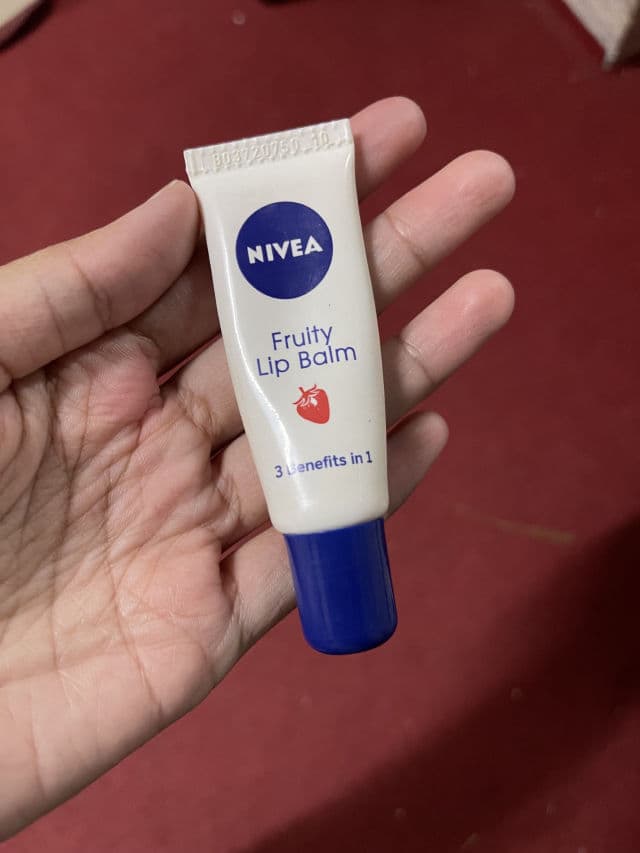 NIVEA
Fruity
Lip Balm
3 Benefits in 1